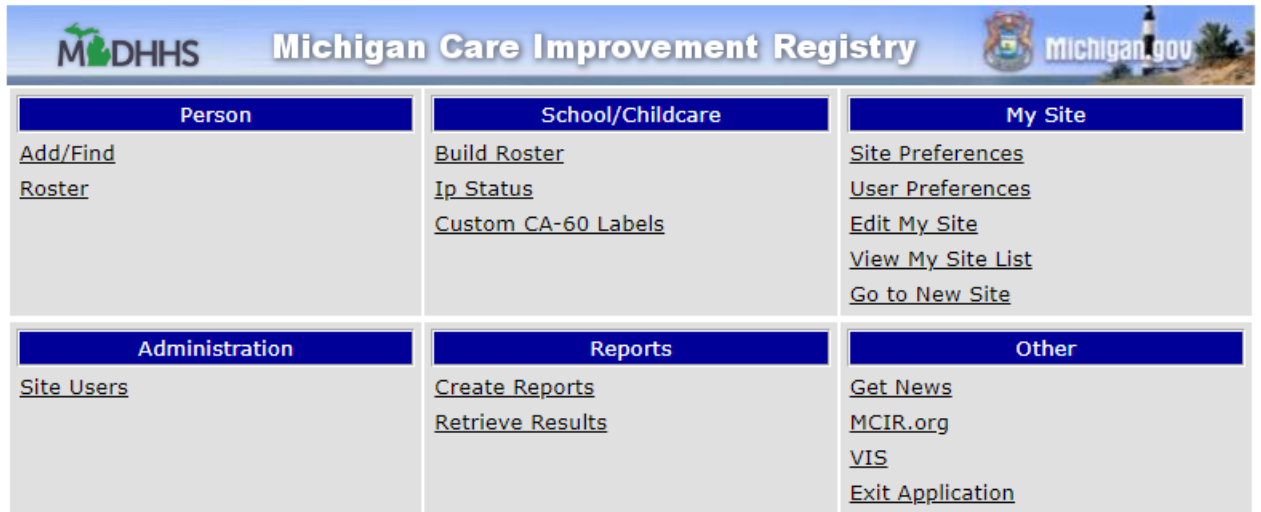 MDHHS Michigan Care Improvement Registry Michigan.gov
Person
Add/Find
Roster
School/Childcare
Build Roster
Ip Status
Custom CA-60 Labels
My Site
Site Preferences
User Preferences
Edit My Site
View My Site List
Go to New Site
Administration
Site Users
Reports
Create Reports
Retrieve Results
Other
Get News
MCIR.org
VIS
Exit Application